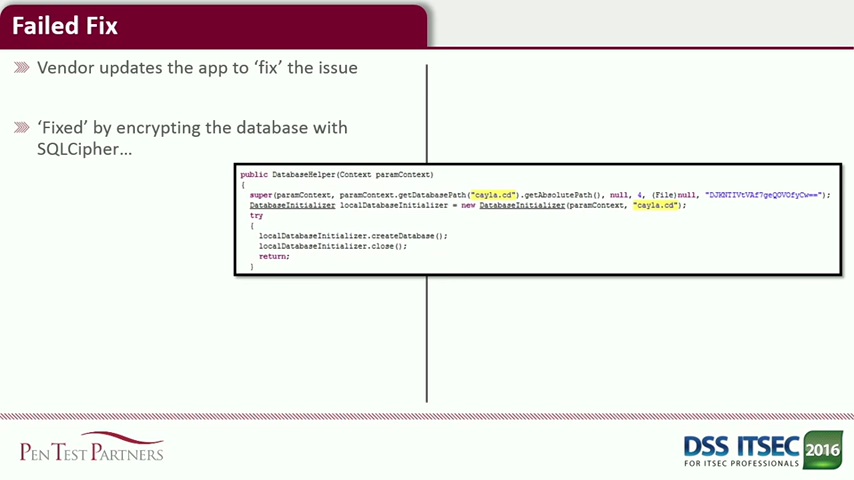 Failed Fix
Vendor updates the app to ‘fix’ the issue
‘Fixed’ by encrypting the database with
SQLCipher…
public DatabaseHelper(Context paramContext)
{
super(paramContext, paramContext.getDatabasePath("cayla.cd").getAbsolutePath(), null, 4, (File)null, "DJKNTIVtVAf7geQOVOfyCw==");
DatabaseInitializer localDatabaseInitializer = new DatabaseInitializer(paramContext, "cayla.cd");
try
{
localDatabaseInitializer.createDatabase();
localDatabaseInitializer.close();
return;
}
PEN TEST PARTNERS
DSS ITSEC 2016
FOR ITSEC PROFESSIONALS